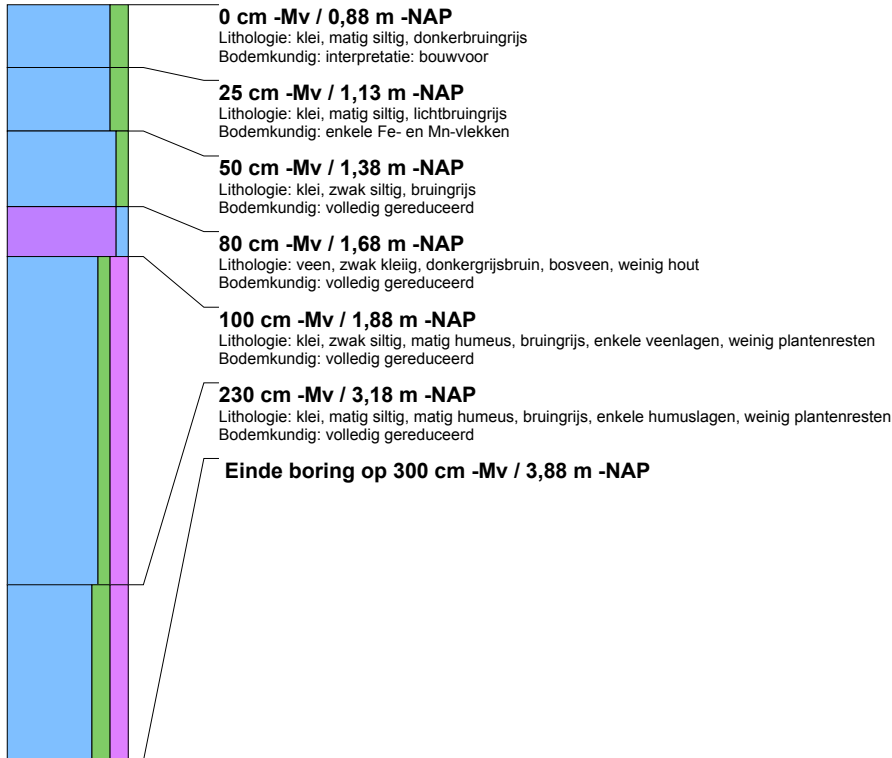 0 cm -Mv / 0,88 m -NAP
Lithologie: klei, matig siltig, donkerbruingrijs
Bodemkundig: interpretatie: bouwvoor
25 cm -Mv / 1,13 m -NAP
Lithologie: klei, matig siltig, lichtbruingrijs
Bodemkundig: enkele Fe- en Mn-vlekken
50 cm -Mv / 1,38 m -NAP
Lithologie: klei, zwak siltig, bruingrijs
Bodemkundig: volledig gereduceerd
80 cm -Mv / 1,68 m -NAP
Lithologie: veen, zwak kleiig, donkergrijsbruin, bosveen, weinig hout
Bodemkundig: volledig gereduceerd
100 cm -Mv / 1,88 m -NAP
Lithologie: klei, zwak siltig, matig humeus, bruingrijs, enkele veenlagen, weinig plantenresten
Bodemkundig: volledig gereduceerd
230 cm -Mv / 3,18 m -NAP
Lithologie: klei, matig siltig, matig humeus, bruingrijs, enkele humuslagen, weinig plantenresten
Bodemkundig: volledig gereduceerd
Einde boring op 300 cm -Mv / 3,88 m -NAP